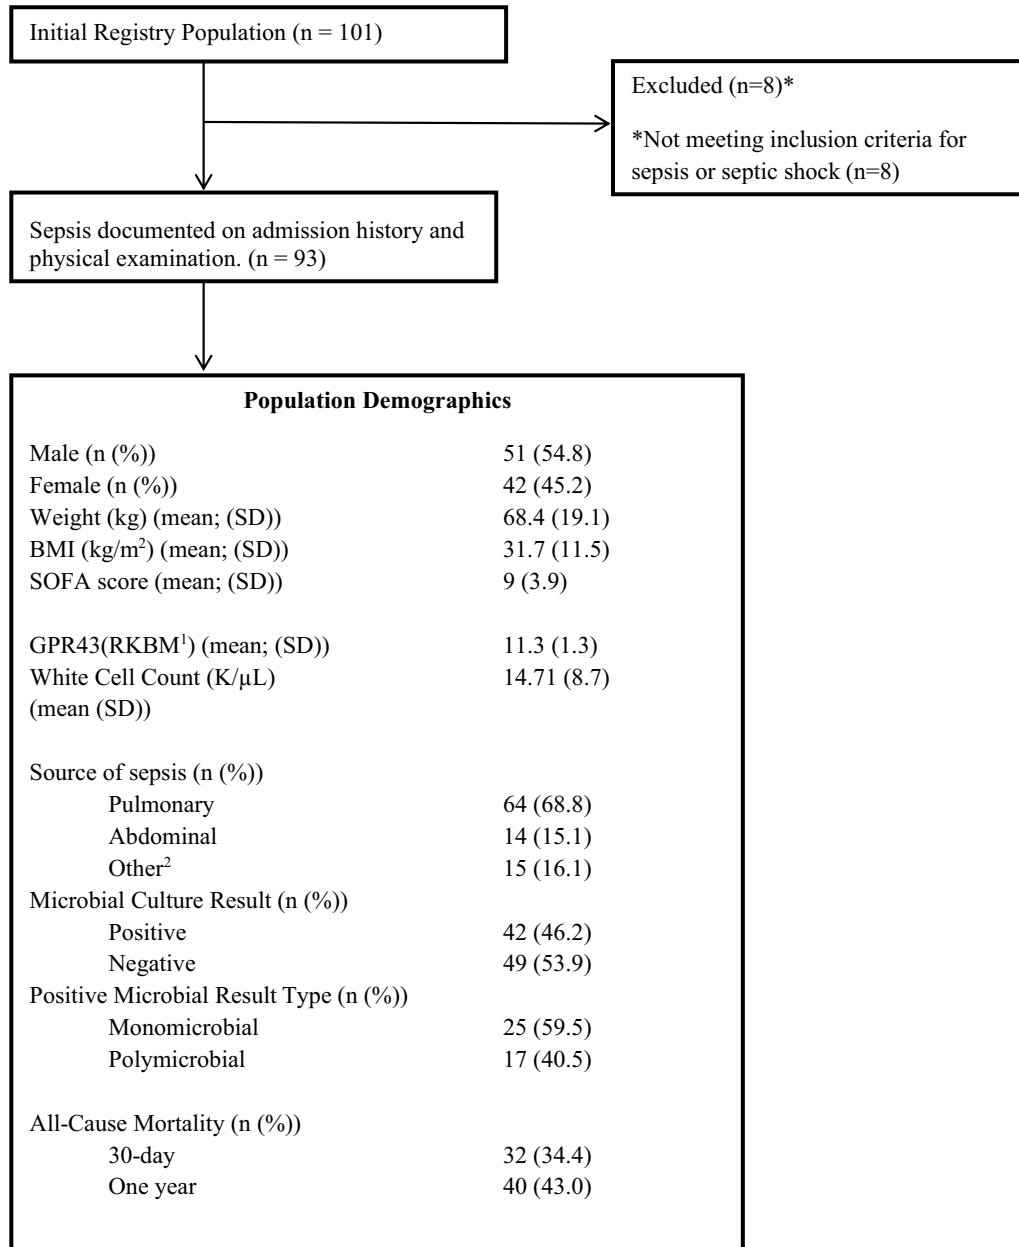 Initial Registry Population (n = 101)
Excluded (n=8)*
*Not meeting inclusion criteria for
sepsis or septic shock (n=8)
Sepsis documented on admission history and
physical examination. (n = 93)
Population Demographics
Male (n (%)) 51 (54.8)
Female (n (%)) 42 (45.2)
Weight (kg) (mean; (SD)) 68.4 (19.1)
BMI (kg/m²) (mean; (SD)) 31.7 (11.5)
SOFA score (mean; (SD)) 9 (3.9)
GPR43(RKBM¹) (mean; (SD)) 11.3 (1.3)
White Cell Count (K/µL) 14.71 (8.7)
(mean (SD))
Source of sepsis (n (%))
Pulmonary 64 (68.8)
Abdominal 14 (15.1)
Other² 15 (16.1)
Microbial Culture Result (n (%))
Positive 42 (46.2)
Negative 49 (53.9)
Positive Microbial Result Type (n (%))
Monomicrobial 25 (59.5)
Polymicrobial 17 (40.5)
All-Cause Mortality (n (%))
30-day 32 (34.4)
One year 40 (43.0)